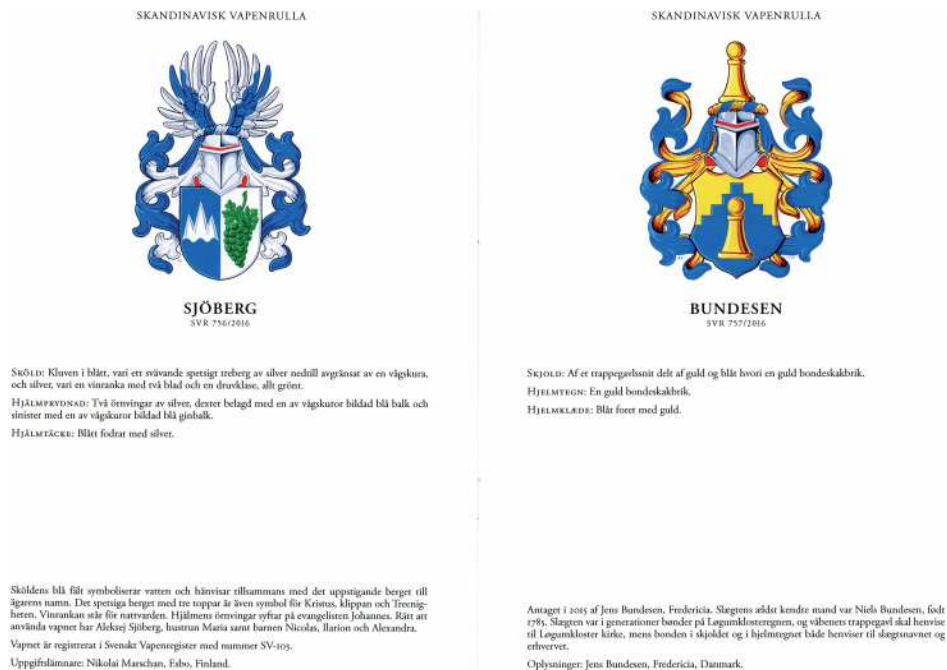 SKANDINAVISK VAPENRULLA
SJÖBERG
SVR 756/2016
SKÖLD: Kluven i blått, vari ett svävande spetsigt treberg av silver nedtill avgränsat av en vågskura,
och silver, vari en vinranka med två blad och en druvklase, allt grönt.
HJÄLMPRYDNAD: Två örnvingar av silver, dexter belagd med en av vågskuror bildad blå balk och
sinister med en av vågskuror bildad blå ginbalk.
HJÄLMTÄCKE: Blått fodrat med silver.
Sköldens blå fält symboliserar vatten och hänvisar tillsammans med det uppstigande berget till
ägarens namn. Det spetsiga berget med tre toppar är även symbol för Kristus, klippan och Treenig-
heten. Vinrankan står för nattvarden. Hjälmens örnvingar syftar på evangelisten Johannes. Rätt att
använda vapnet har Aleksej Sjöberg, hustrun Maria samt barnen Nicolas, Ilarion och Alexandra.
Vapnet är registrerat i Svenskt Vapenregister med nummer SV-103.
Uppgiftslämnare: Nikolai Marschan, Esbo, Finland.
SKANDINAVISK VAPENRULLA
BUNDESEN
SVR 757/2016
SKJOLD: Af et trappegavlssnit delt af guld og blåt hvori en guld bondeskakbrik.
HJELMTEGN: En guld bondeskakbrik.
HJELMKLÆDE: Blåt foret med guld.
Antaget i 2015 af Jens Bundesen, Fredericia. Slægtens ældst kendte mand var Niels Bundesen, født
1785. Slægten var i generationer bønder på Løgumklosteregnen, og våbenets trappegavl skal henvise
til Løgumkloster kirke, mens bonden i skjoldet og i hjelmtegnet både henviser til slægtsnavnet og
erhvervet.
Oplysninger: Jens Bundesen, Fredericia, Danmark.